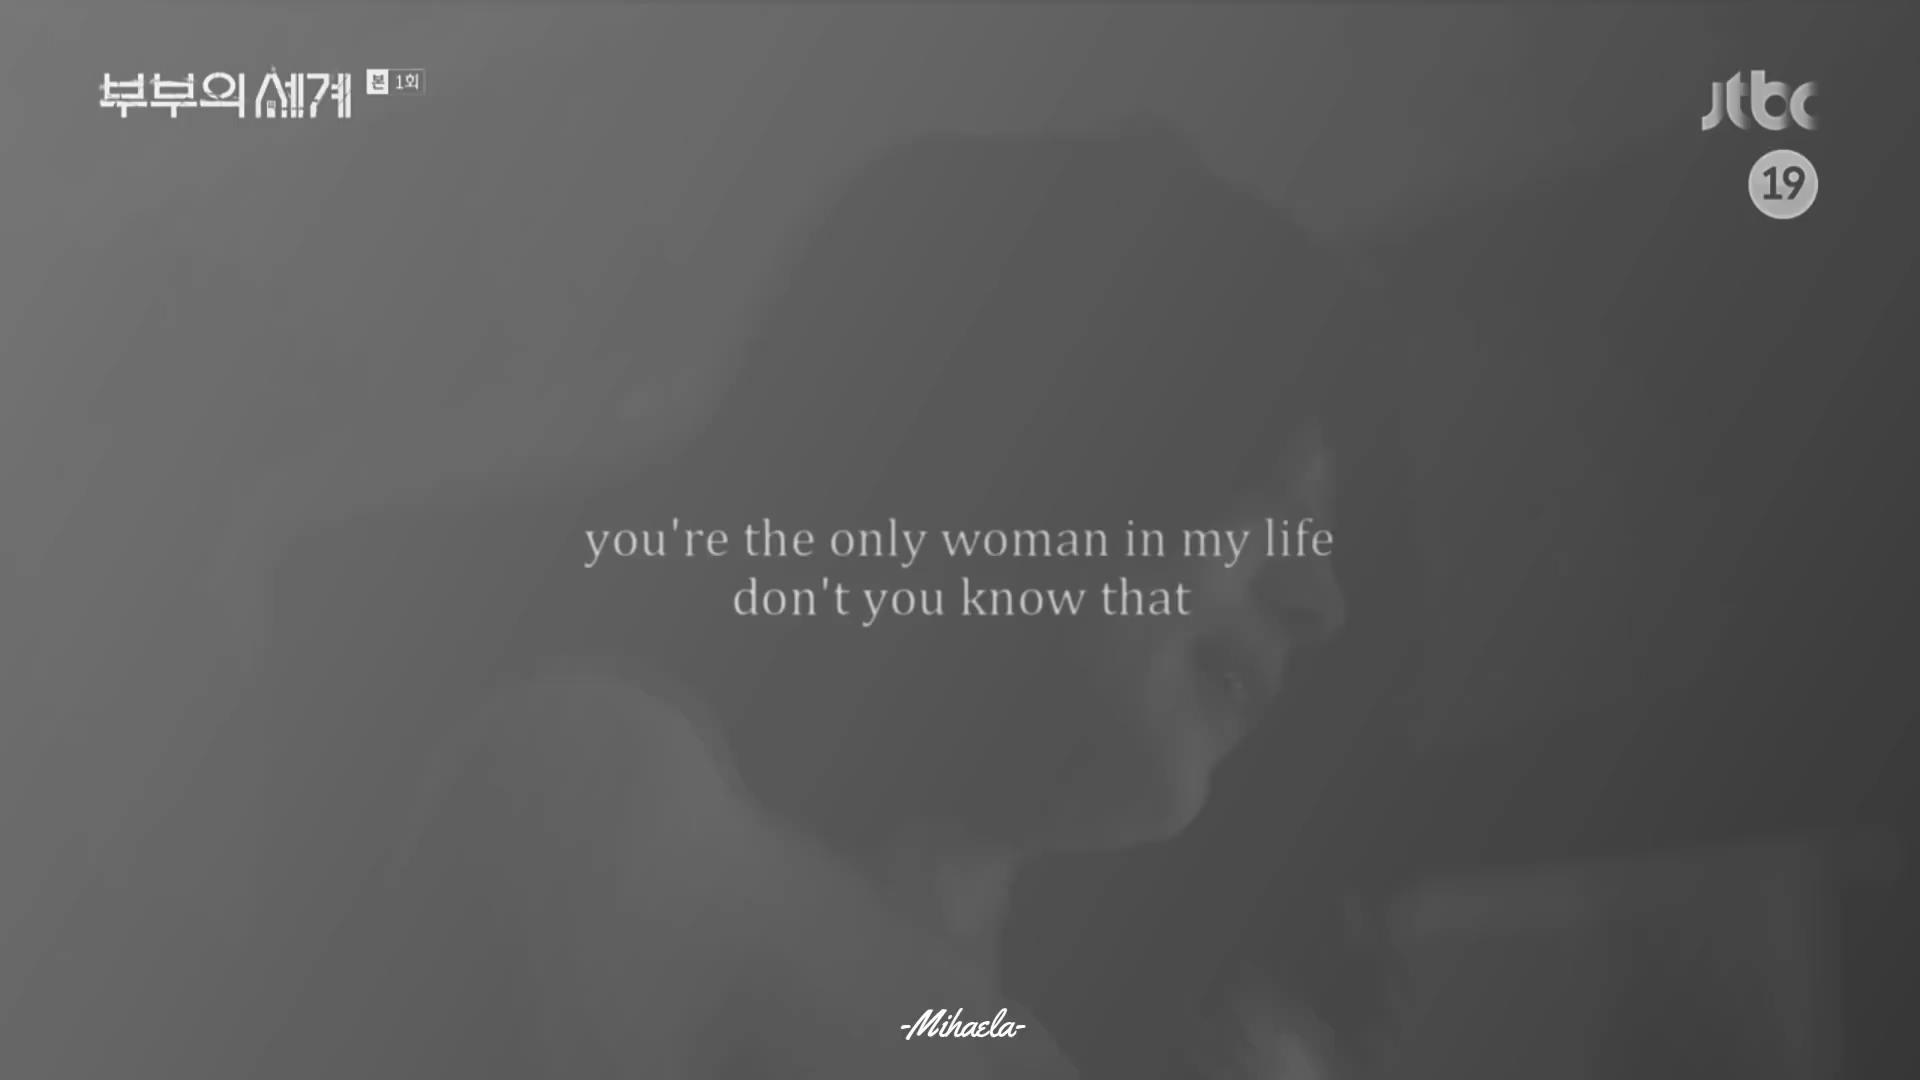 부부의 세계 본 1회
jtbc
19
you're the only woman in my life
don't you know that
-Mihaela-